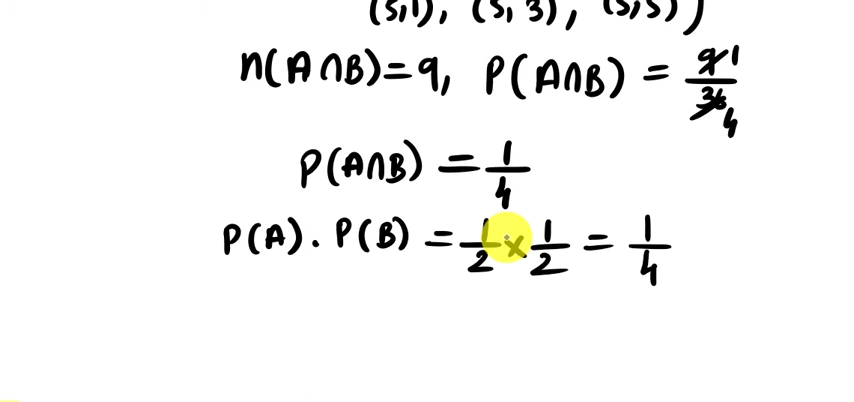 (5,1), (5,3), (5,5))
n(A∩B)=9, P(A∩B) = 9/36 1/4
P(A∩B) = 1/4
P(A). P(B) = 1/2 × 1/2 = 1/4